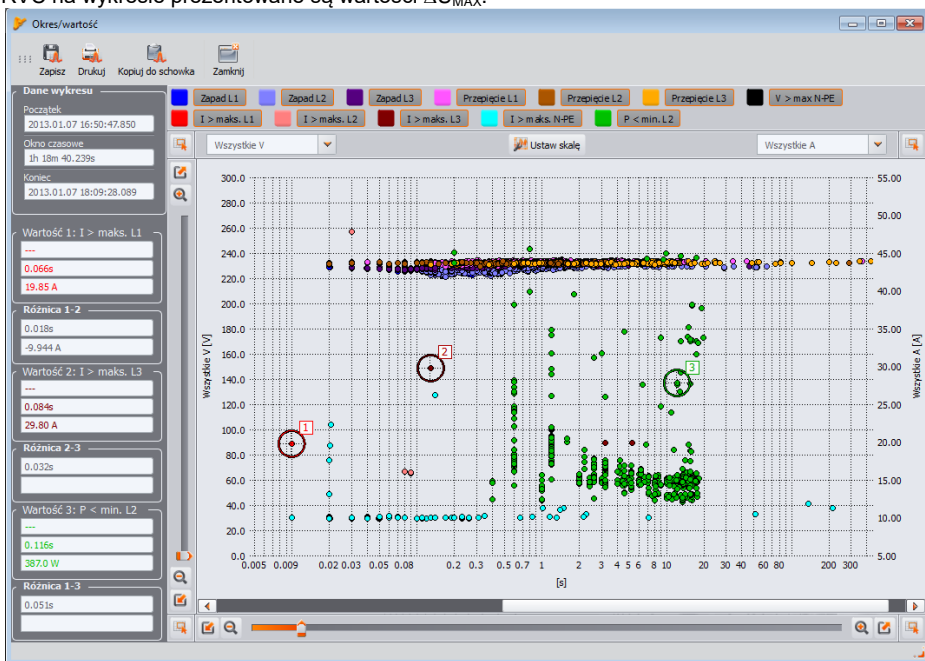 RVC na wykresie prezentowane są wartości ΔUMAX.
Okres/wartość
Zapisz Drukuj Kopiuj do schowka Zamknij
Dane wykresu
Początek
2013.01.07 16:50:47.850
Okno czasowe
1h 18m 40.239s
Koniec
2013.01.07 18:09:28.089
Zapad L1 Zapad L2 Zapad L3 Przepięcie L1 Przepięcie L2 Przepięcie L3 V > max N-PE
I > maks. L1 I > maks. L2 I > maks. L3 I > maks. N-PE P < min. L2
Wszystkie V Ustaw skalę Wszystkie A
Wartość 1: I > maks. L1
---
0.066s
19.85 A
Różnica 1-2
0.018s
-9.944 A
Wartość 2: I > maks. L3
---
0.084s
29.80 A
Różnica 2-3
0.032s
Wartość 3: P < min. L2
---
0.116s
387.0 W
Różnica 1-3
0.051s
Wszystkie V [V]
300.0
280.0
260.0
240.0
220.0
200.0
180.0
160.0
140.0
120.0
100.0
80.0
60.0
40.0
20.0
0.0
1
2
3
55.00
50.00
45.00
40.00
35.00
30.00
25.00
20.00
15.00
10.00
5.00
Wszystkie A [A]
0.005 0.009 0.02 0.03 0.05 0.08 0.2 0.3 0.5 0.7 1 2 3 4 5 6 8 10 20 30 40 60 80 200 300
[s]